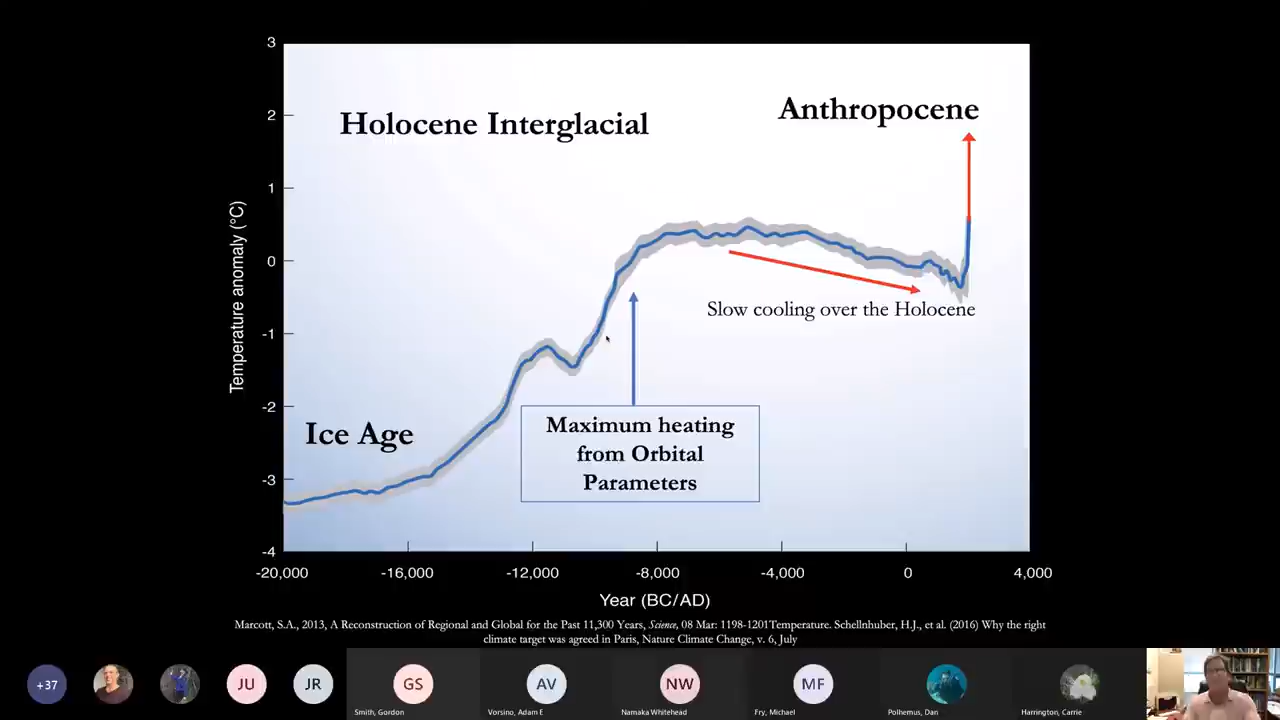 3
Holocene Interglacial
Anthropocene
2
1
Temperature anomaly (°C)
0
Slow cooling over the Holocene
-1
-2
Ice Age
Maximum heating
from Orbital
Parameters
-3
-4
-20,000 -16,000 -12,000 -8,000 -4,000 0 4,000
Year (BC/AD)
Marcott, S.A., 2013, A Reconstruction of Regional and Global for the Past 11,300 Years, Science, 08 Mar: 1198-1201Temperature. Schellnhuber, H.J., et al. (2016) Why the right
climate target was agreed in Paris, Nature Climate Change, v. 6, July
+37 JU JR GS AV NW MF
Smith, Gordon Vorsino, Adam E Namaka Whitehead Fry, Michael Polhemus, Dan Harrington, Carrie